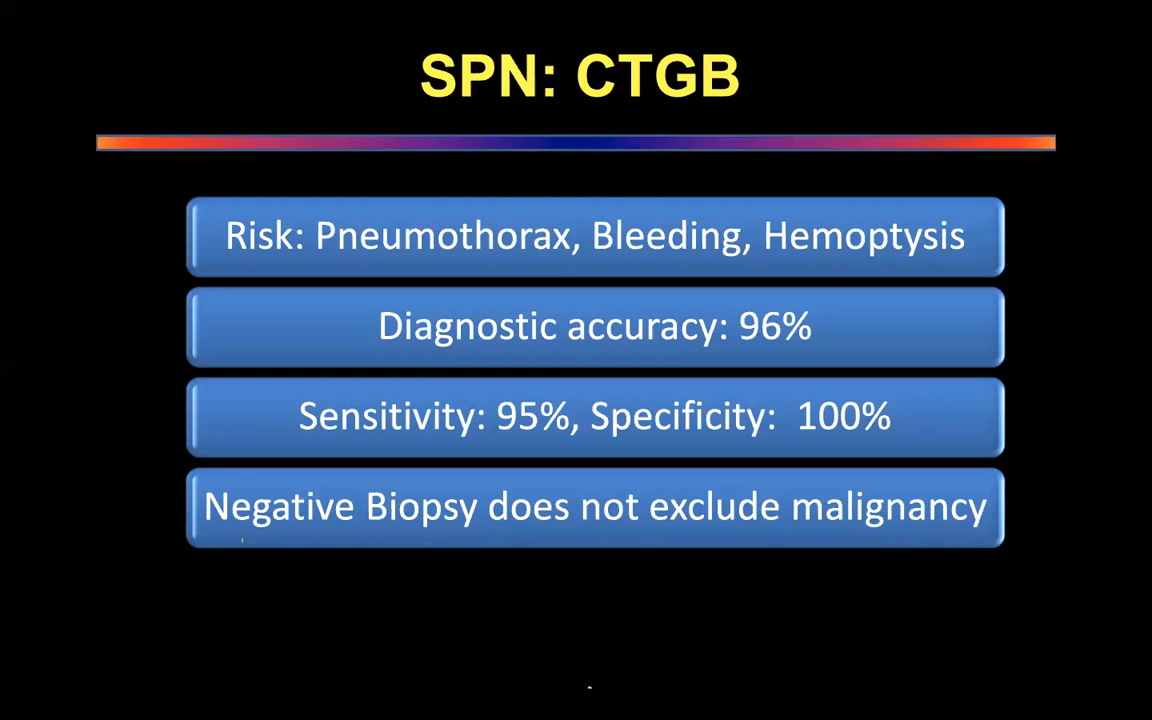 SPN: CTGB
Risk: Pneumothorax, Bleeding, Hemoptysis
Diagnostic accuracy: 96%
Sensitivity: 95%, Specificity:  100%
Negative Biopsy does not exclude malignancy